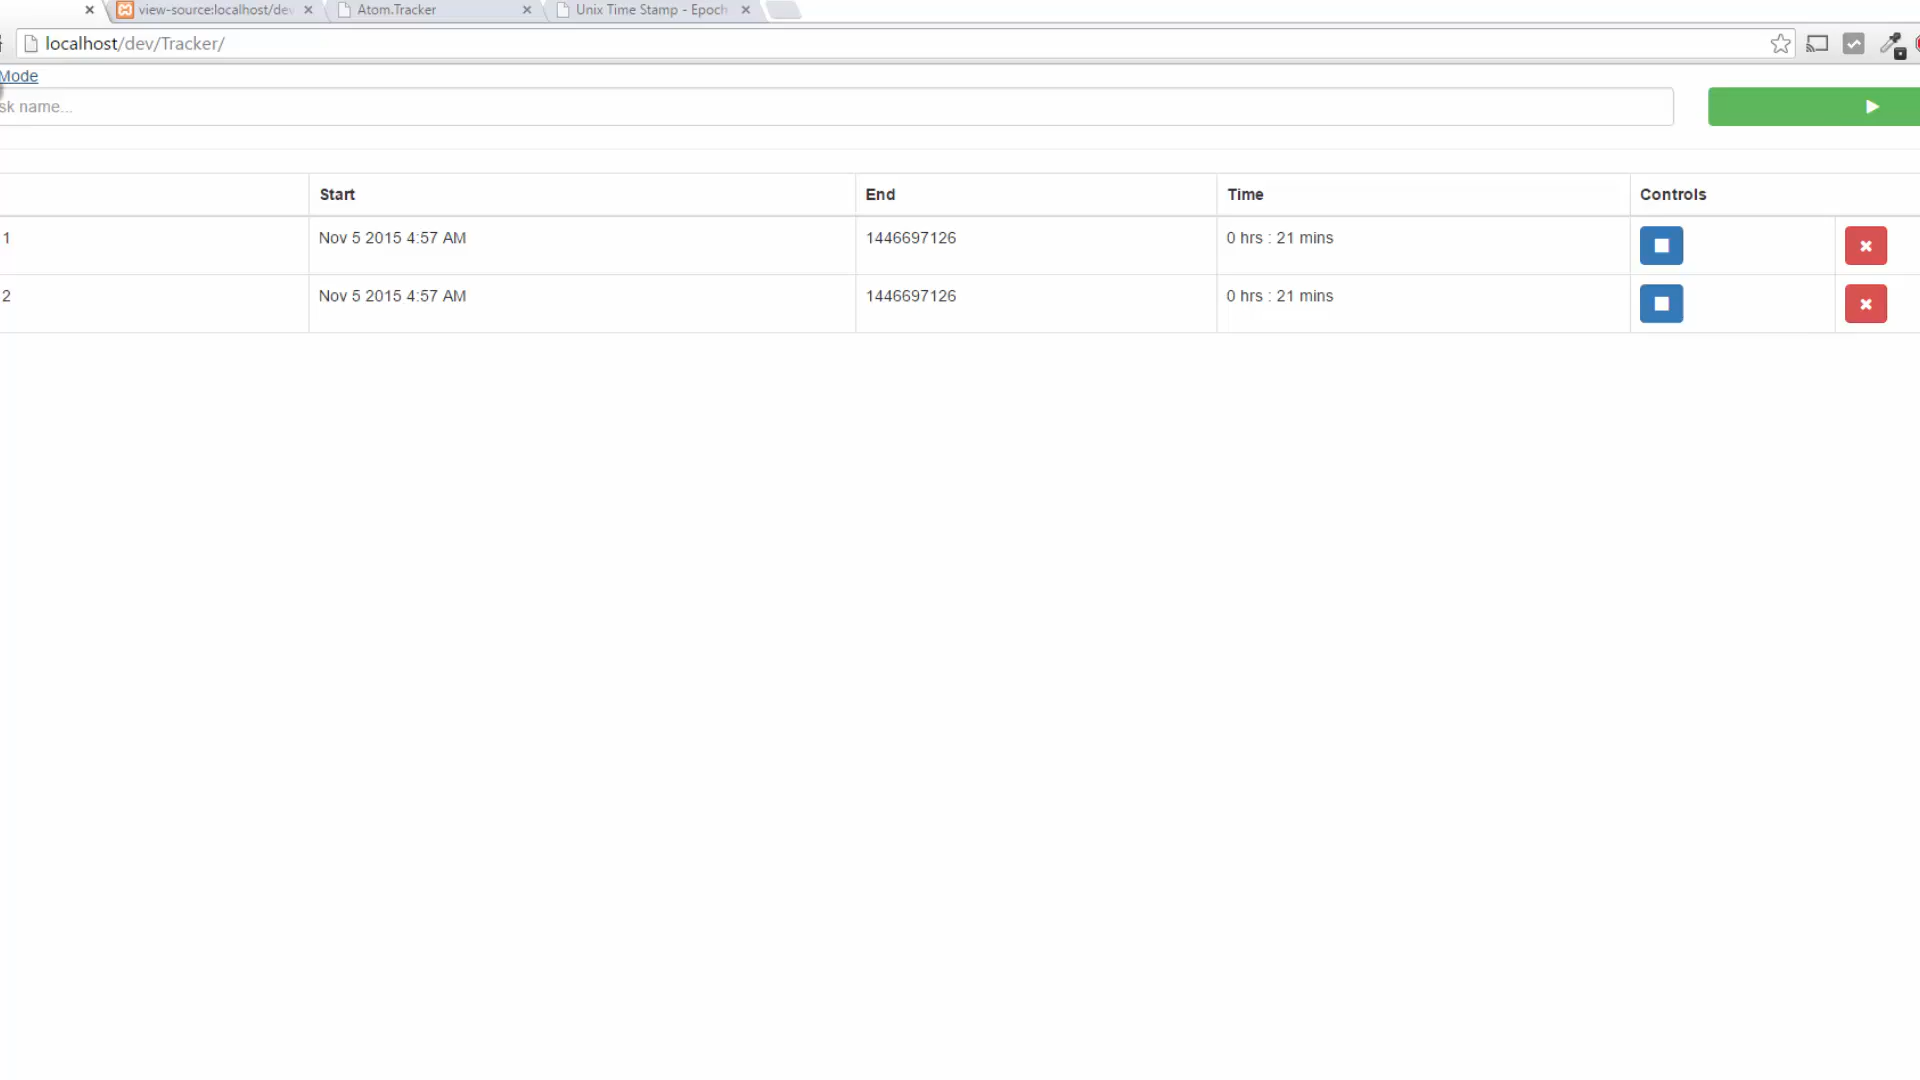 view-source:localhost/dev Atom.Tracker Unix Time Stamp - Epoch
localhost/dev/Tracker/
Mode
sk name...
Start End Time Controls
1 Nov 5 2015 4:57 AM 1446697126 0 hrs : 21 mins
2 Nov 5 2015 4:57 AM 1446697126 0 hrs : 21 mins